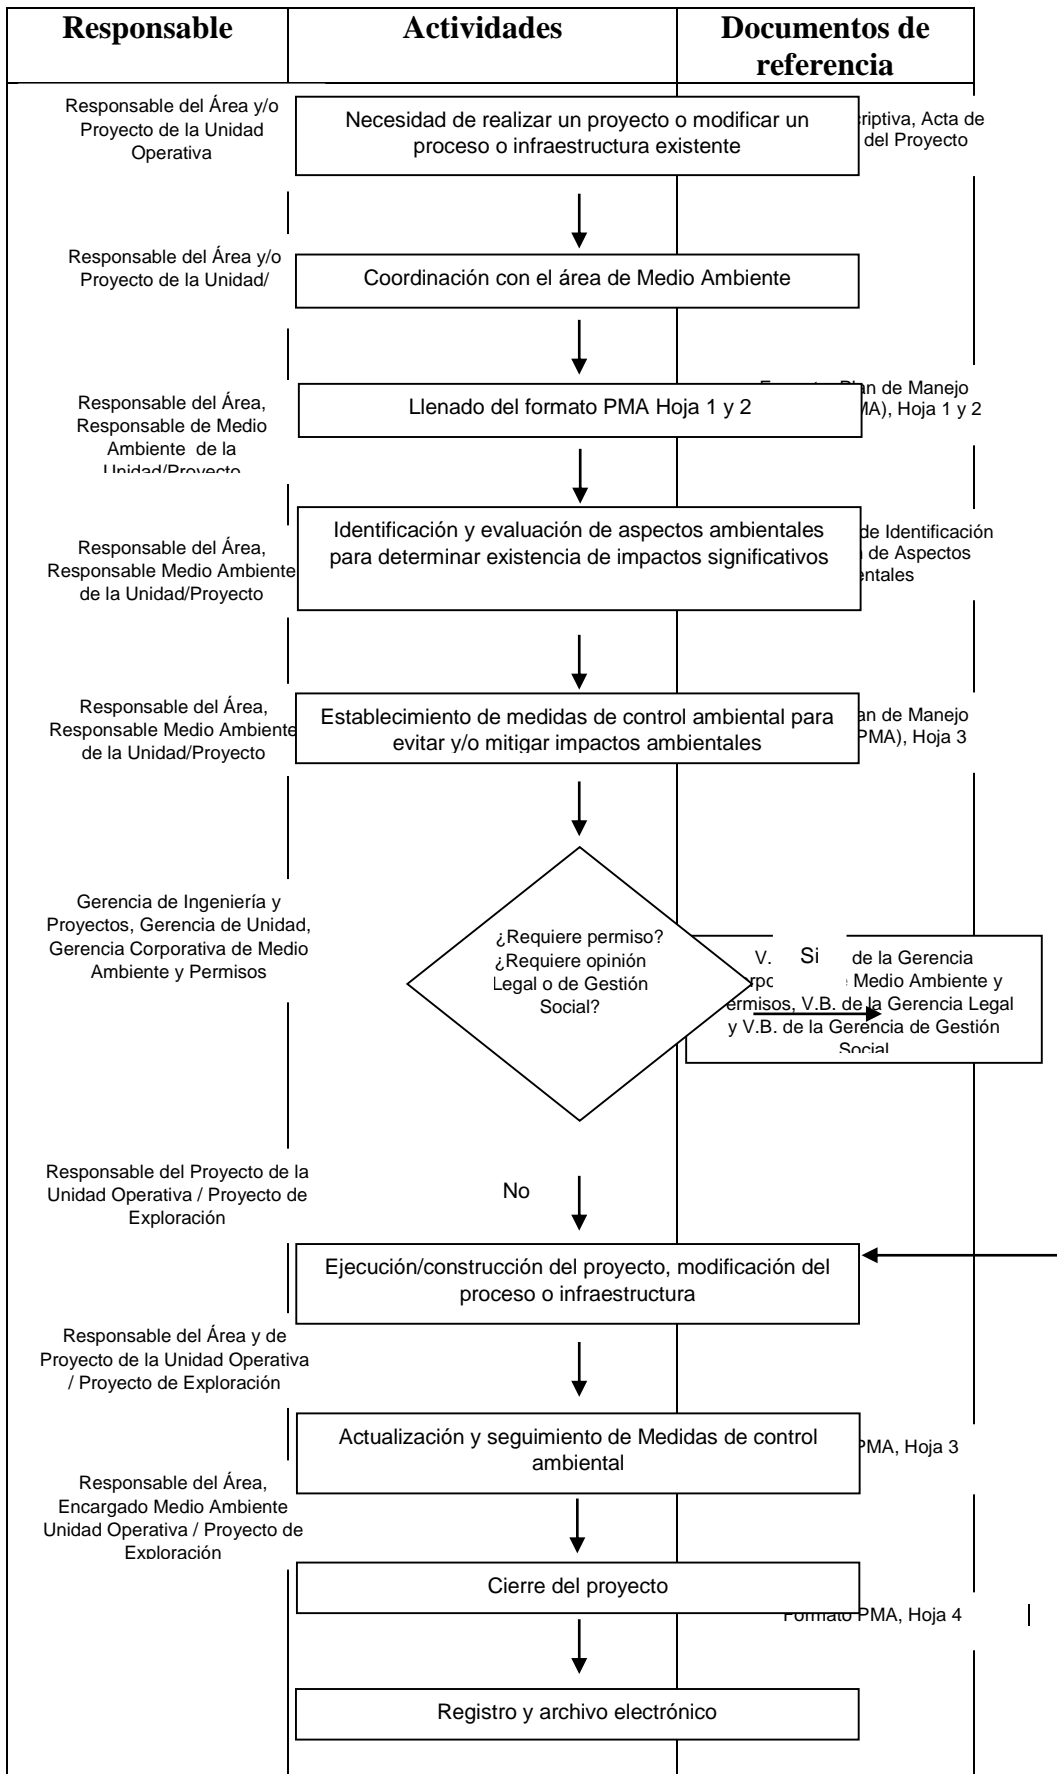 Responsable
Actividades
Documentos de
referencia
Responsable del Área y/o
Proyecto de la Unidad
Operativa
Necesidad de realizar un proyecto o modificar un
proceso o infraestructura existente
Acta de
del Proyecto
Responsable del Área y/o
Proyecto de la Unidad/
Coordinación con el área de Medio Ambiente
Responsable del Área,
Responsable de Medio
Ambiente de la
Unidad/Proyecto
Llenado del formato PMA Hoja 1 y 2
de Manejo
Hoja 1 y 2
Responsable del Área,
Responsable Medio Ambiente
de la Unidad/Proyecto
Identificación y evaluación de aspectos ambientales
para determinar existencia de impactos significativos
de Identificación
de Aspectos
Responsable del Área,
Responsable Medio Ambiente
de la Unidad/Proyecto
Establecimiento de medidas de control ambiental para
evitar y/o mitigar impactos ambientales
de Manejo
PMA), Hoja 3
Gerencia de Ingeniería y
Proyectos, Gerencia de Unidad,
Gerencia Corporativa de Medio
Ambiente y Permisos
¿Requiere permiso?
¿Requiere opinión
Legal o de Gestión
Social?
Si
de la Gerencia
Medio Ambiente y
V.B. de la Gerencia Legal
y V.B. de la Gerencia de Gestión
Social
Responsable del Proyecto de la
Unidad Operativa / Proyecto de
Exploración
No
Ejecución/construcción del proyecto, modificación del
proceso o infraestructura
Responsable del Área y de
Proyecto de la Unidad Operativa
/ Proyecto de Exploración
Actualización y seguimiento de Medidas de control
ambiental
PMA, Hoja 3
Responsable del Área,
Encargado Medio Ambiente
Unidad Operativa / Proyecto de
Exploración
Cierre del proyecto
Formato PMA, Hoja 4
Registro y archivo electrónico